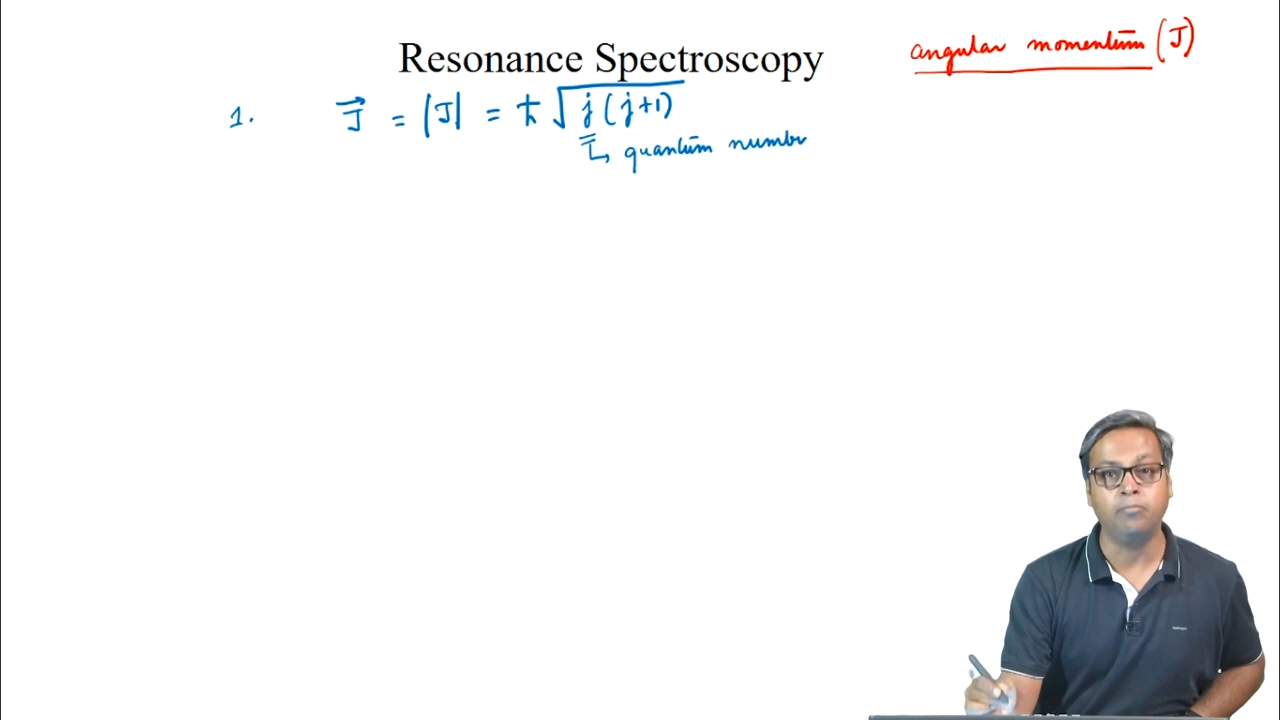 Resonance Spectroscopy
angular momentum (J)
1. J⃗ = |J| = ħ √j(j+1)
↳ quantum number